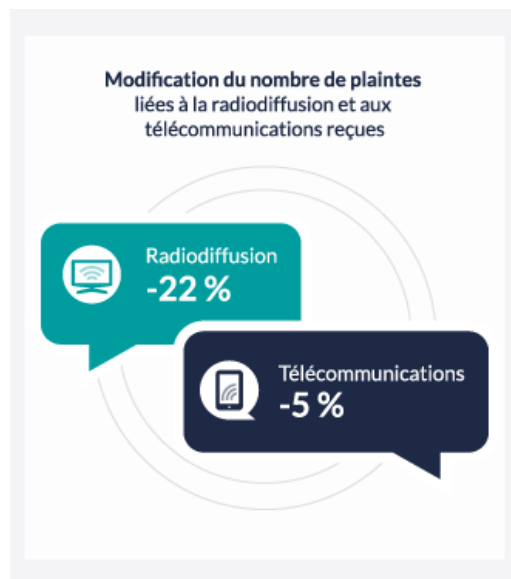 Modification du nombre de plaintes
liées à la radiodiffusion et aux
télécommunications reçues
Radiodiffusion
-22 %
Télécommunications
-5 %